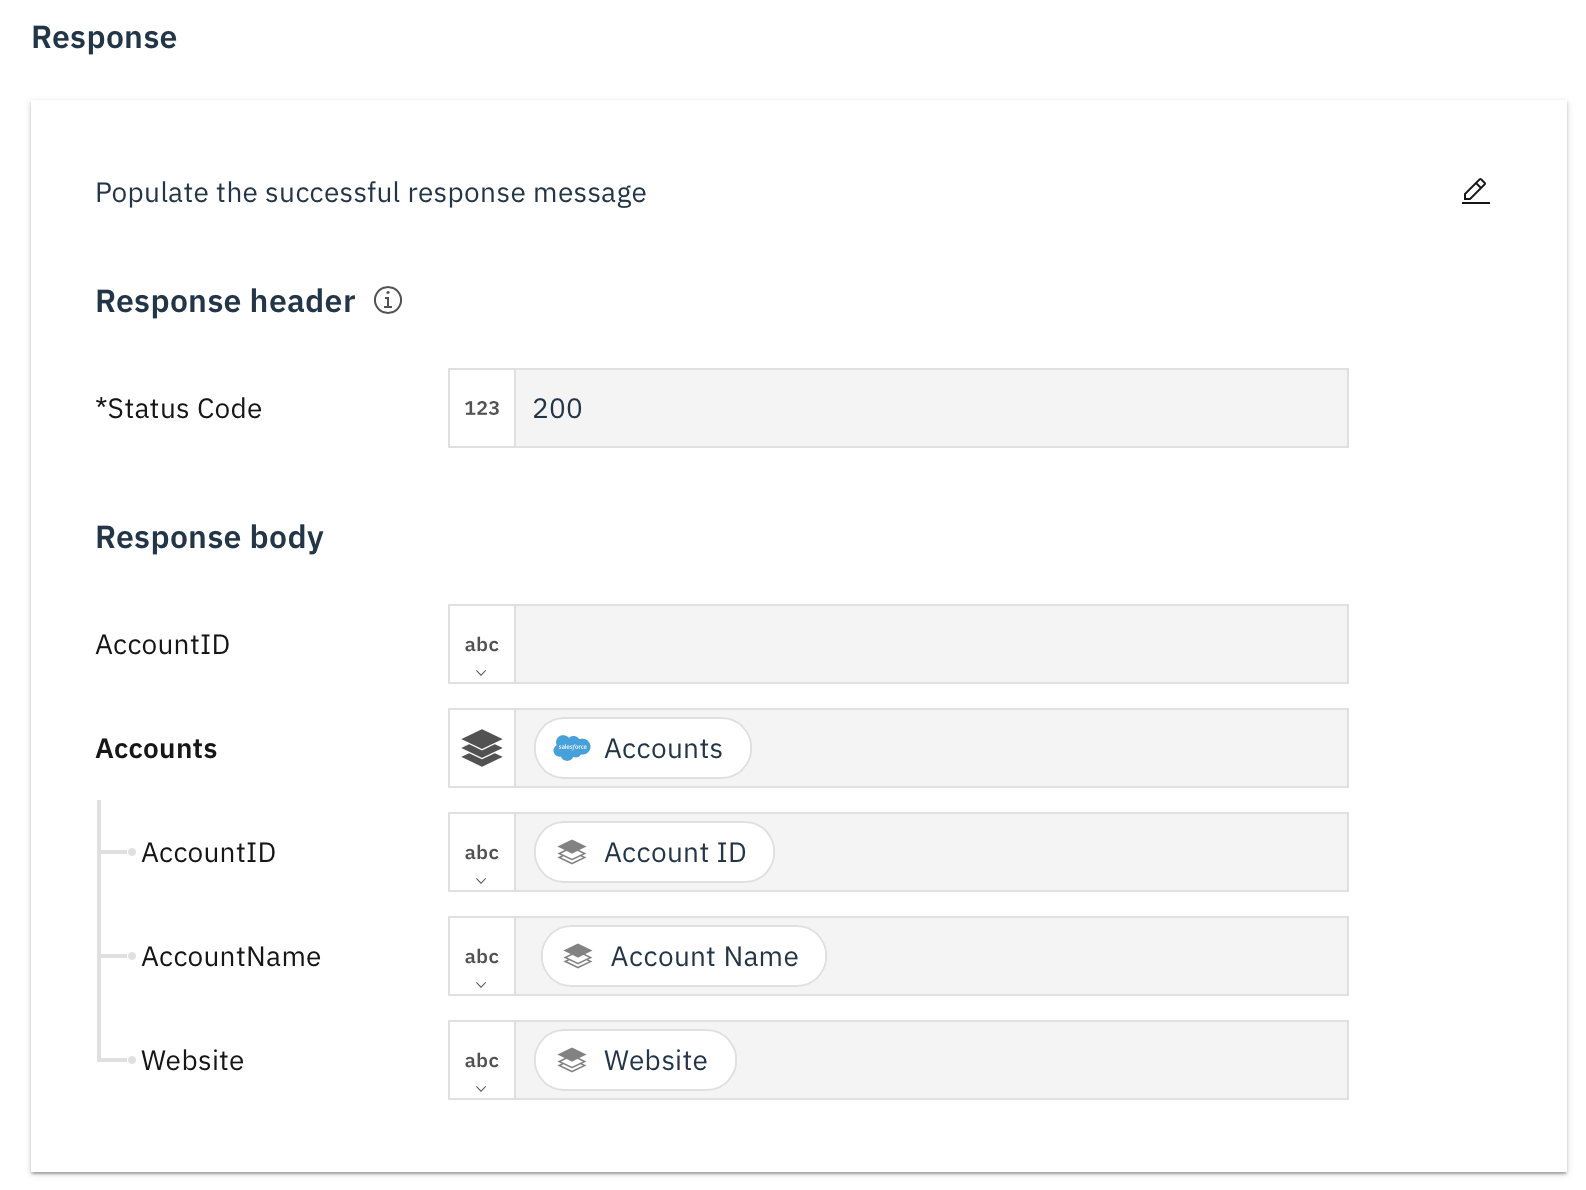 Response
Populate the successful response message
Response header
*Status Code 123 200
Response body
AccountID abc
Accounts salesforce Accounts
AccountID abc Account ID
AccountName abc Account Name
Website abc Website